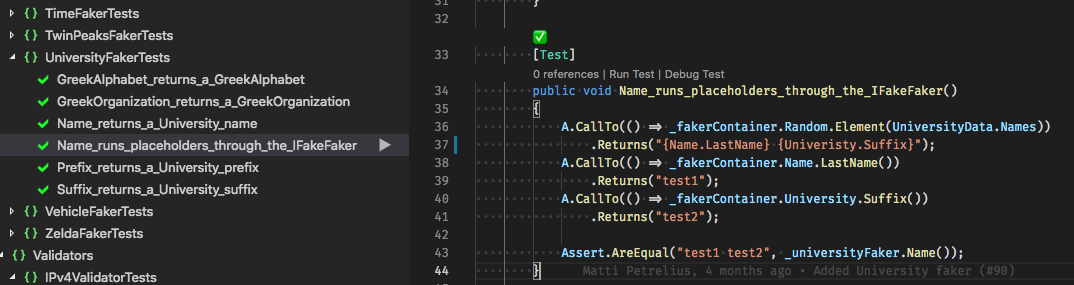 TimeFakerTests
{} TwinPeaksFakerTests
{} UniversityFakerTests
GreekAlphabet_returns_a_GreekAlphabet
GreekOrganization_returns_a_GreekOrganization
Name_returns_a_University_name
Name_runs_placeholders_through_the_IFakeFaker
Prefix_returns_a_University_prefix
Suffix_returns_a_University_suffix
{} VehicleFakerTests
{} ZeldaFakerTests
{} Validators
{} IPv4ValidatorTests
31 }
32
33 [Test]
0 references | Run Test | Debug Test
34 public void Name_runs_placeholders_through_the_IFakeFaker()
35 {
36 A.CallTo(() => _fakerContainer.Random.Element(UniversityData.Names))
37 .Returns("{Name.LastName} {Univeristy.Suffix}");
38 A.CallTo(() => _fakerContainer.Name.LastName())
39 .Returns("test1");
40 A.CallTo(() => _fakerContainer.University.Suffix())
41 .Returns("test2");
42
43 Assert.AreEqual("test1 test2", _universityFaker.Name());
44 } Matti Petrelius, 4 months ago • Added University faker (#90)